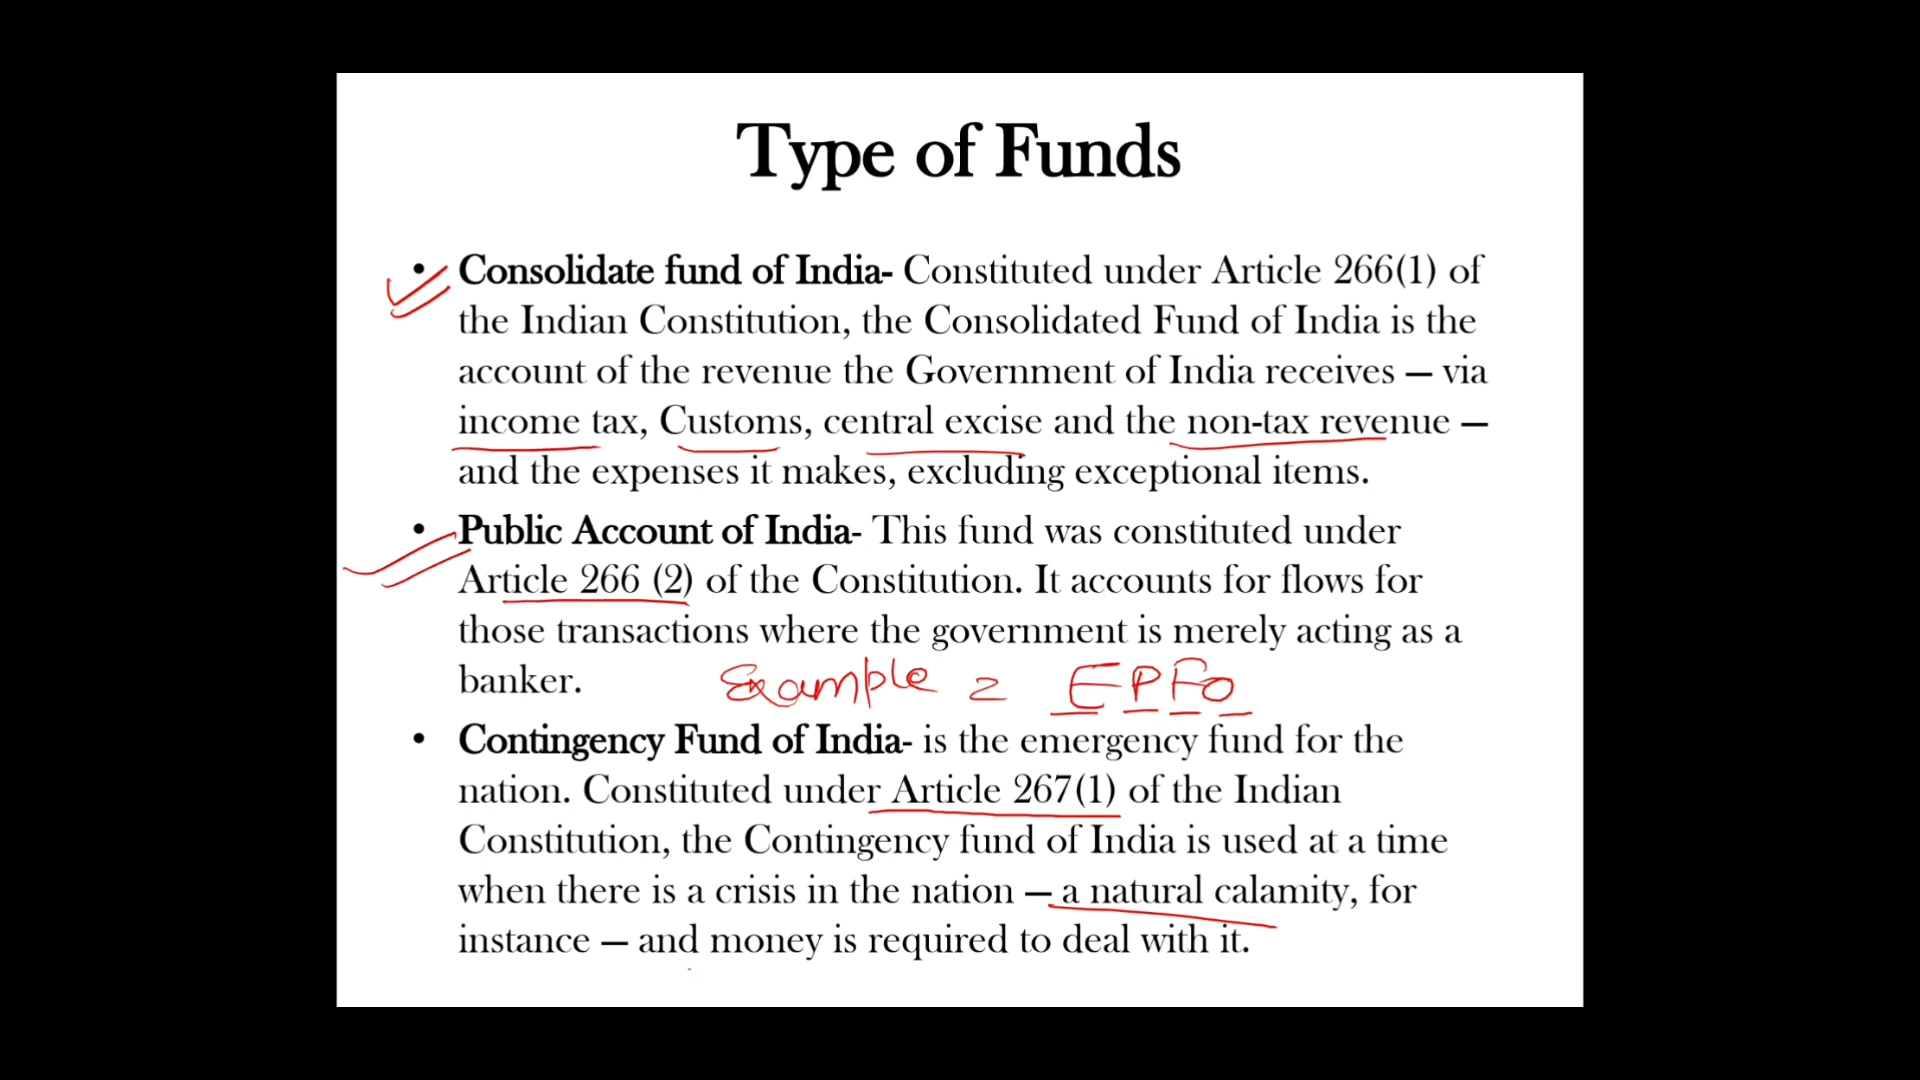 Type of Funds
• Consolidate fund of India- Constituted under Article 266(1) of
the Indian Constitution, the Consolidated Fund of India is the
account of the revenue the Government of India receives — via
income tax, Customs, central excise and the non-tax revenue —
and the expenses it makes, excluding exceptional items.
• Public Account of India- This fund was constituted under
Article 266 (2) of the Constitution. It accounts for flows for
those transactions where the government is merely acting as a
banker. Example = EPFO
• Contingency Fund of India- is the emergency fund for the
nation. Constituted under Article 267(1) of the Indian
Constitution, the Contingency fund of India is used at a time
when there is a crisis in the nation — a natural calamity, for
instance — and money is required to deal with it.